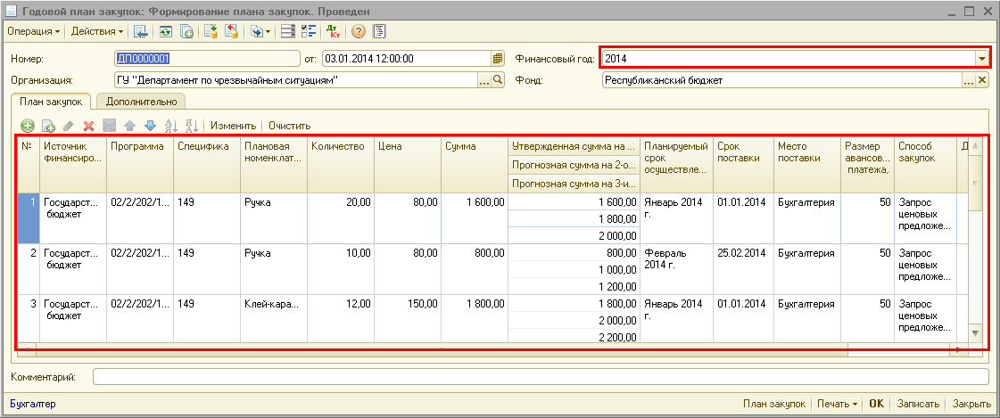 Годовой план закупок: Формирование плана закупок. Проведен
Операция Действия Дт Кт
Номер: ДП0000001 от: 03.01.2014 12:00:00 Финансовый год: 2014
Организация: ГУ "Департамент по чрезвычайным ситуациям" ... Фонд: Республиканский бюджет ...
План закупок Дополнительно
Изменить Очистить
№ Источник финансиро... Программа Специфика Плановая номенклат... Количество Цена Сумма Утвержденная сумма на ... Планируемый срок осуществле... Срок поставки Место поставки Размер авансов... платежа, Способ закупок Д
Прогнозная сумма на 2-о...
Прогнозная сумма на 3-и...
1 Государст... бюджет 02/2/202/1... 149 Ручка 20,00 80,00 1 600,00 1 600,00 Январь 2014 г. 01.01.2014 Бухгалтерия 50 Запрос ценовых предложе...
1 800,00
2 000,00
2 Государст... бюджет 02/2/202/1... 149 Ручка 10,00 80,00 800,00 800,00 Февраль 2014 г. 25.02.2014 Бухгалтерия 50 Запрос ценовых предложе...
1 000,00
1 200,00
3 Государст... бюджет 02/2/202/1... 149 Клей-кара... 12,00 150,00 1 800,00 1 800,00 Январь 2014 г. 01.01.2014 Бухгалтерия 50 Запрос ценовых предложе...
2 000,00
2 200,00
Комментарий:
Бухгалтер План закупок Печать OK Записать Закрыть